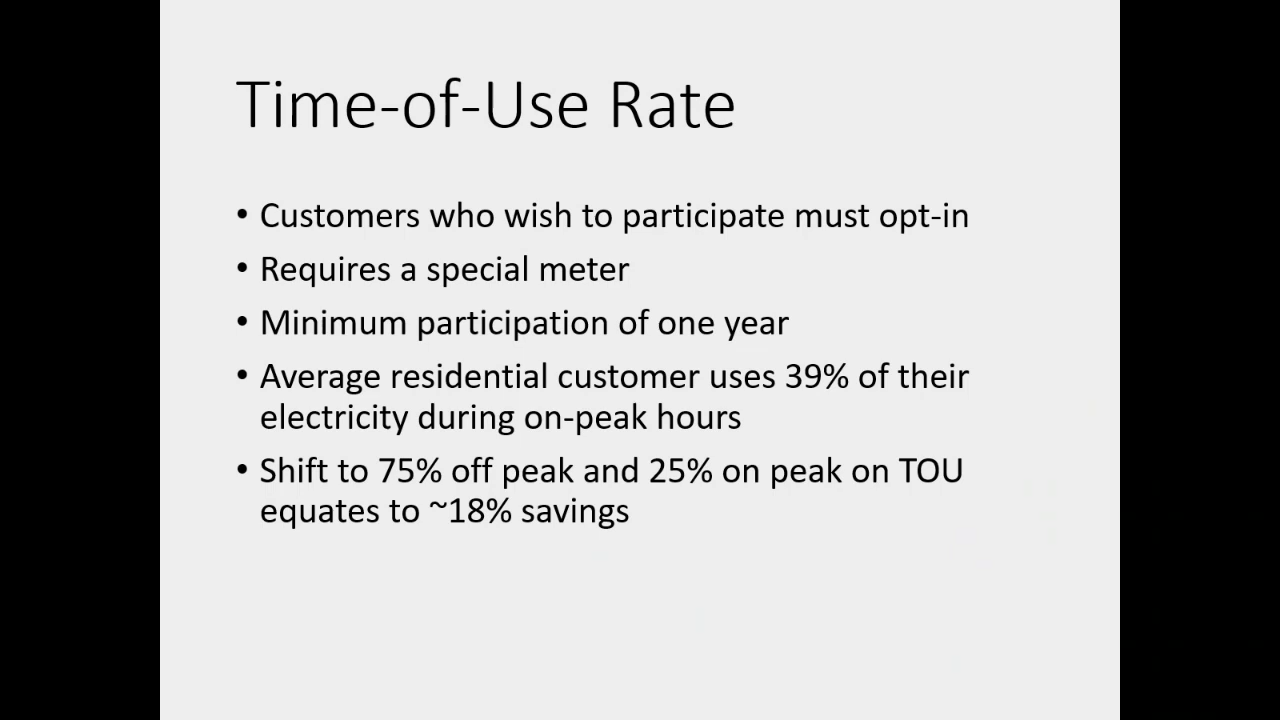 Time-of-Use Rate
• Customers who wish to participate must opt-in
• Requires a special meter
• Minimum participation of one year
• Average residential customer uses 39% of their
electricity during on-peak hours
• Shift to 75% off peak and 25% on peak on TOU
equates to ~18% savings